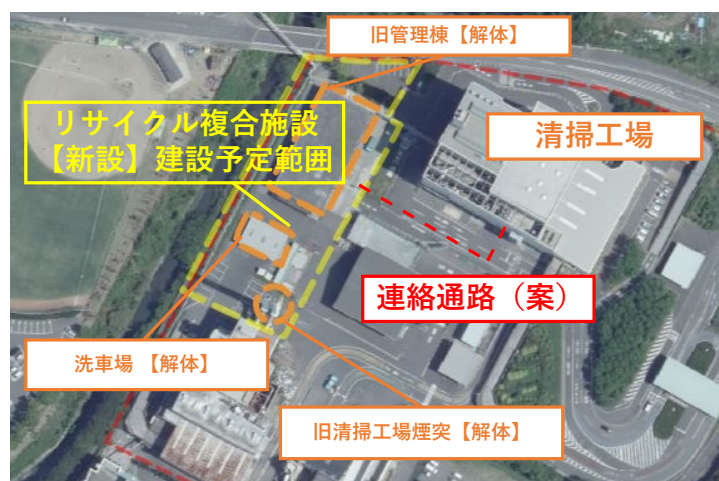 旧管理棟【解体】
リサイクル複合施設
【新設】建設予定範囲
清掃工場
連絡通路（案）
洗車場 【解体】
旧清掃工場煙突【解体】